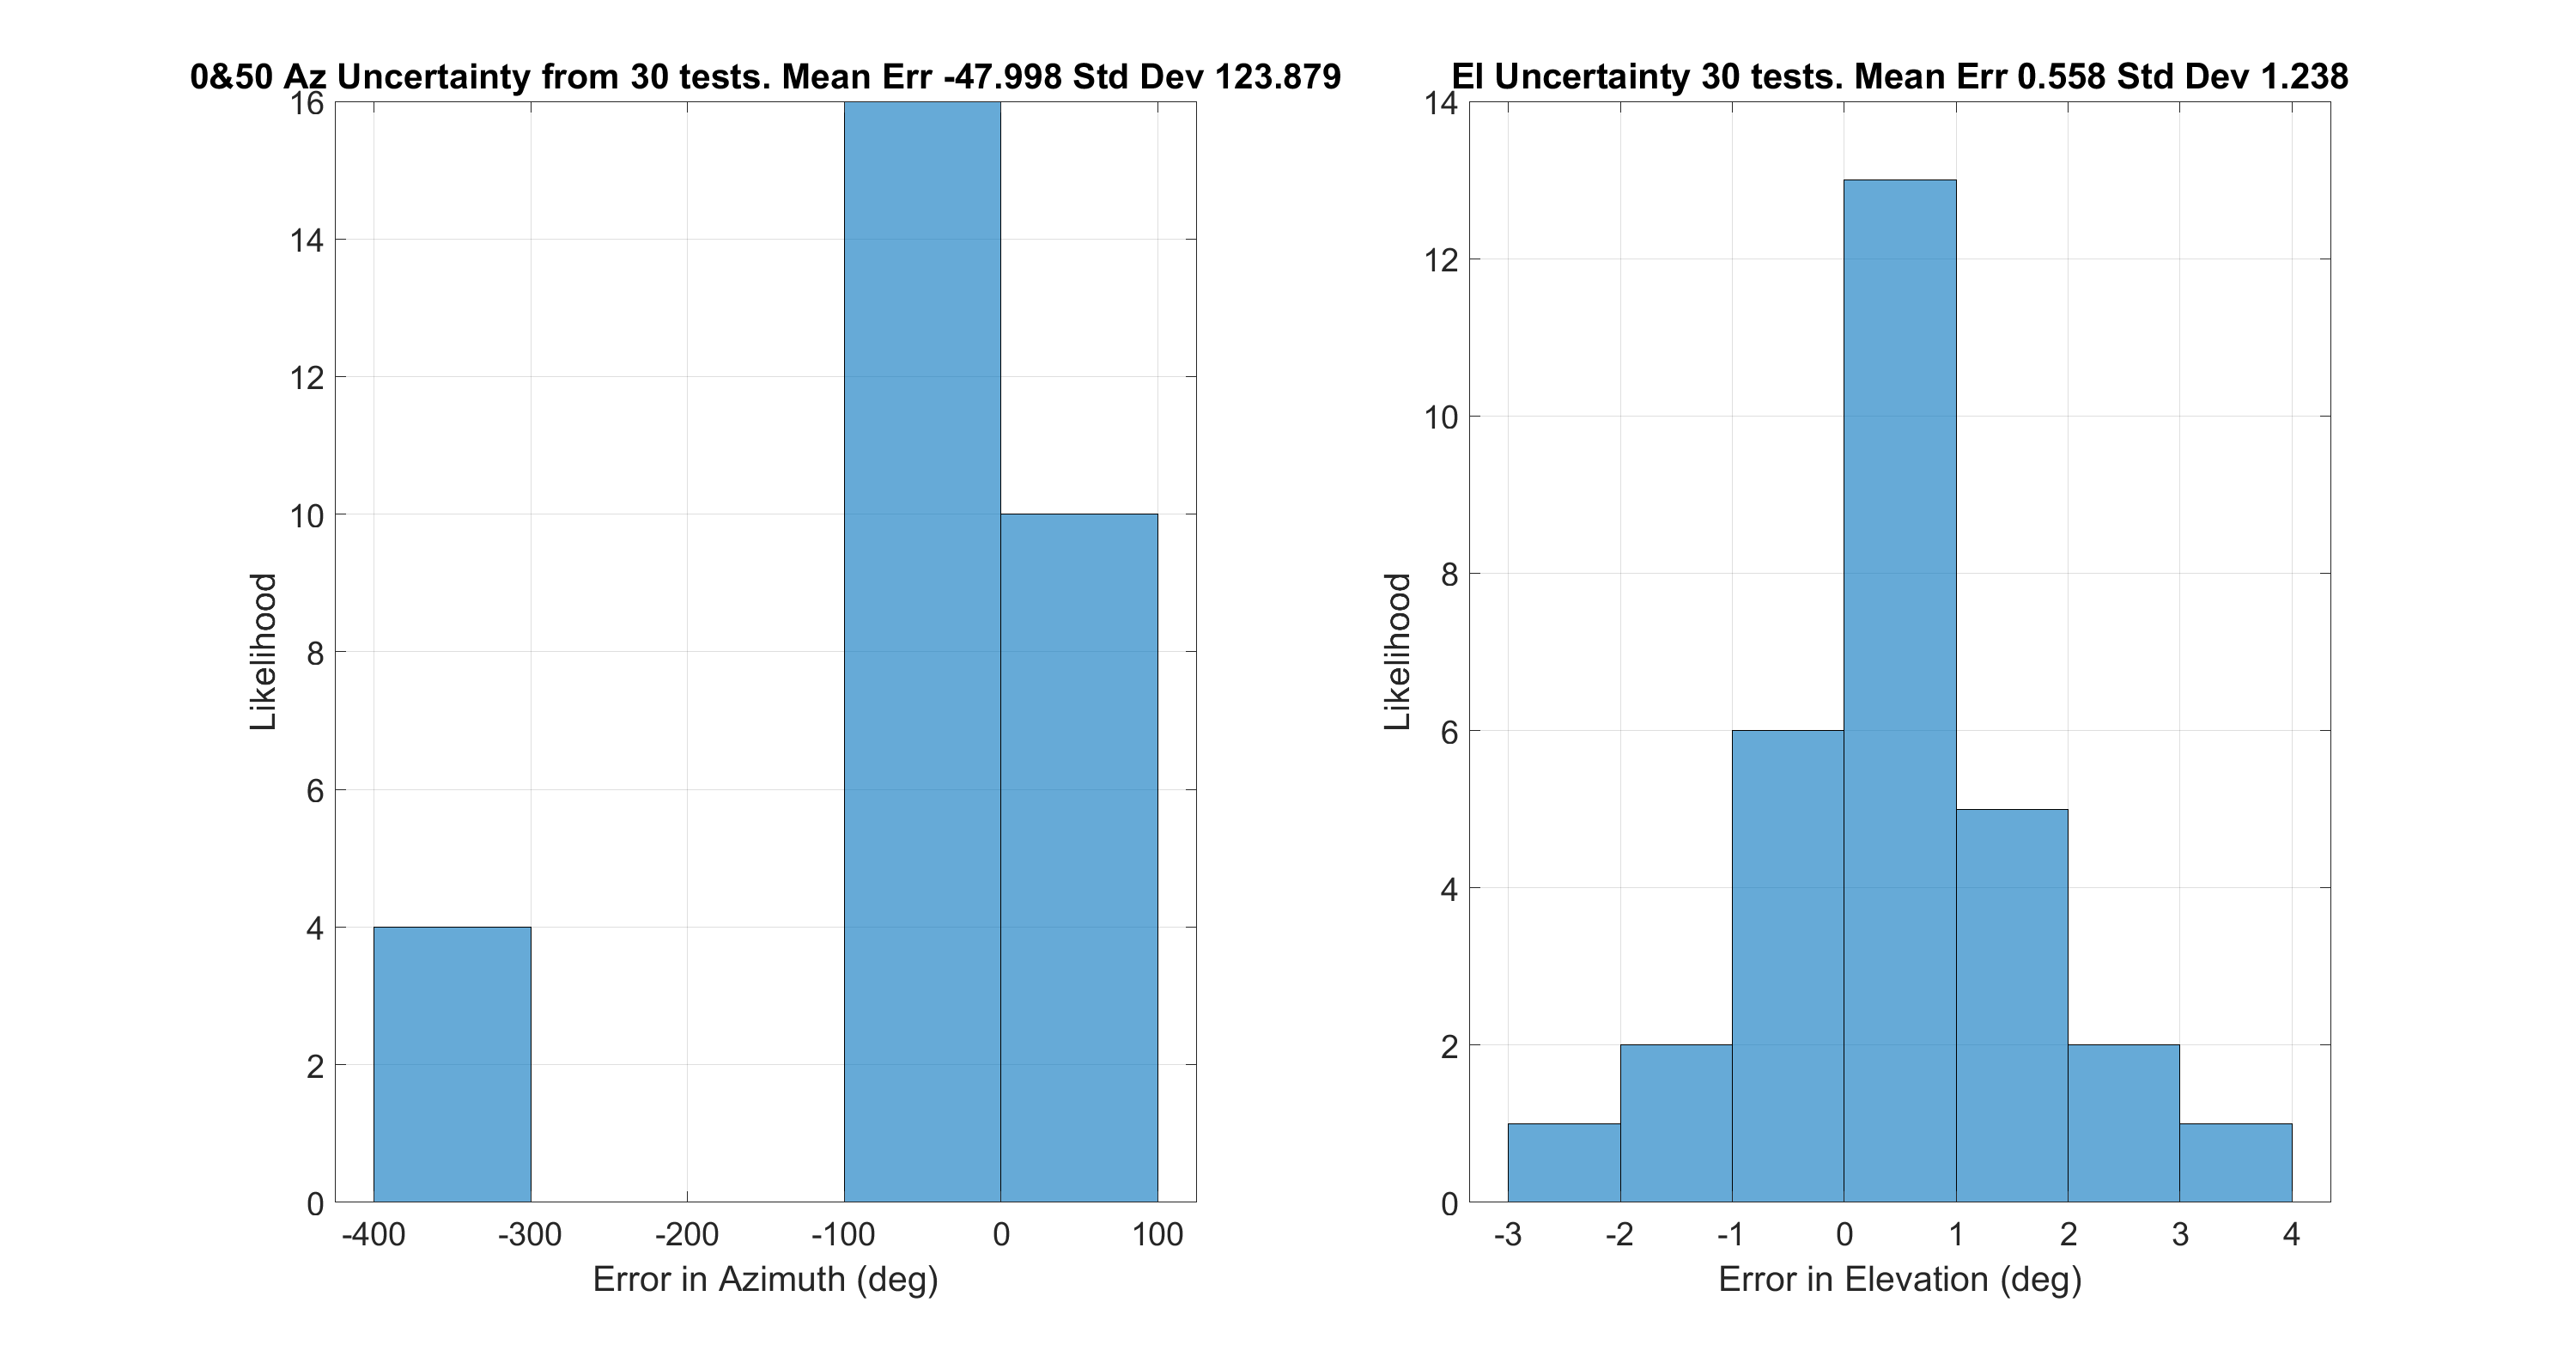 0&50 Az Uncertainty from 30 tests. Mean Err -47.998 Std Dev 123.879
16
14
12
10
8
6
4
2
0
Likelihood
-400 -300 -200 -100 0 100
Error in Azimuth (deg)
El Uncertainty 30 tests. Mean Err 0.558 Std Dev 1.238
14
12
10
8
6
4
2
0
Likelihood
-3 -2 -1 0 1 2 3 4
Error in Elevation (deg)